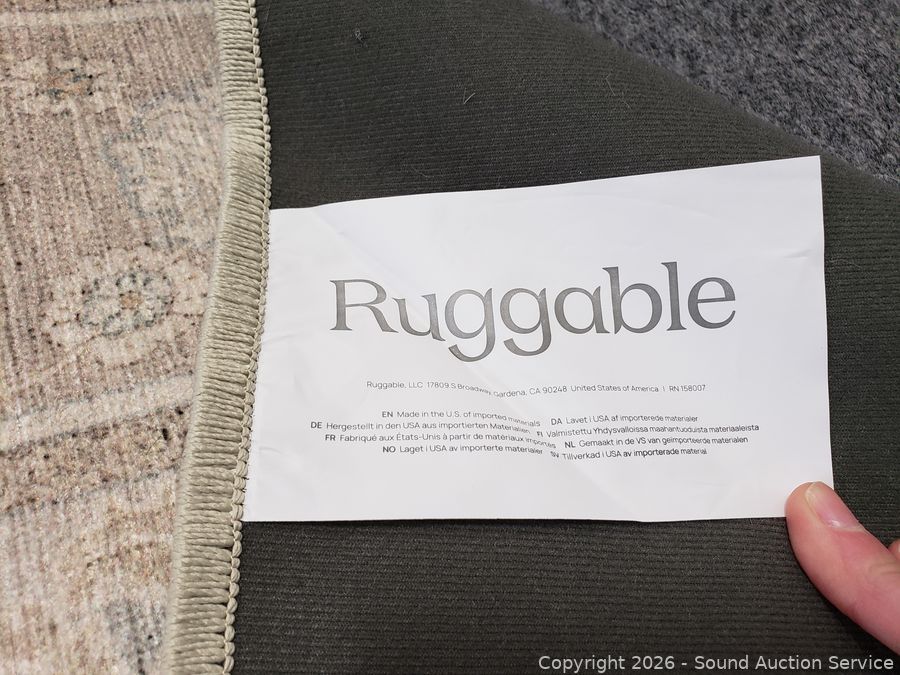 Ruggable
Ruggable, LLC 17809 S Broadway, Gardena, CA 90248 United States of America | RN 158007
EN Made in the U.S. of imported materials DA Lavet i USA af importerede materialer
DE Hergestellt in den USA aus importierten Materialien FI Valmistettu Yhdysvalloissa maahantuoduista materiaaleista
FR Fabriqué aux États-Unis à partir de matériaux importés NL Gemaakt in de VS van geïmporteerde materialen
NO Laget i USA av importerte materialer SV Tillverkad i USA av importerade material
Copyright 2026 - Sound Auction Service